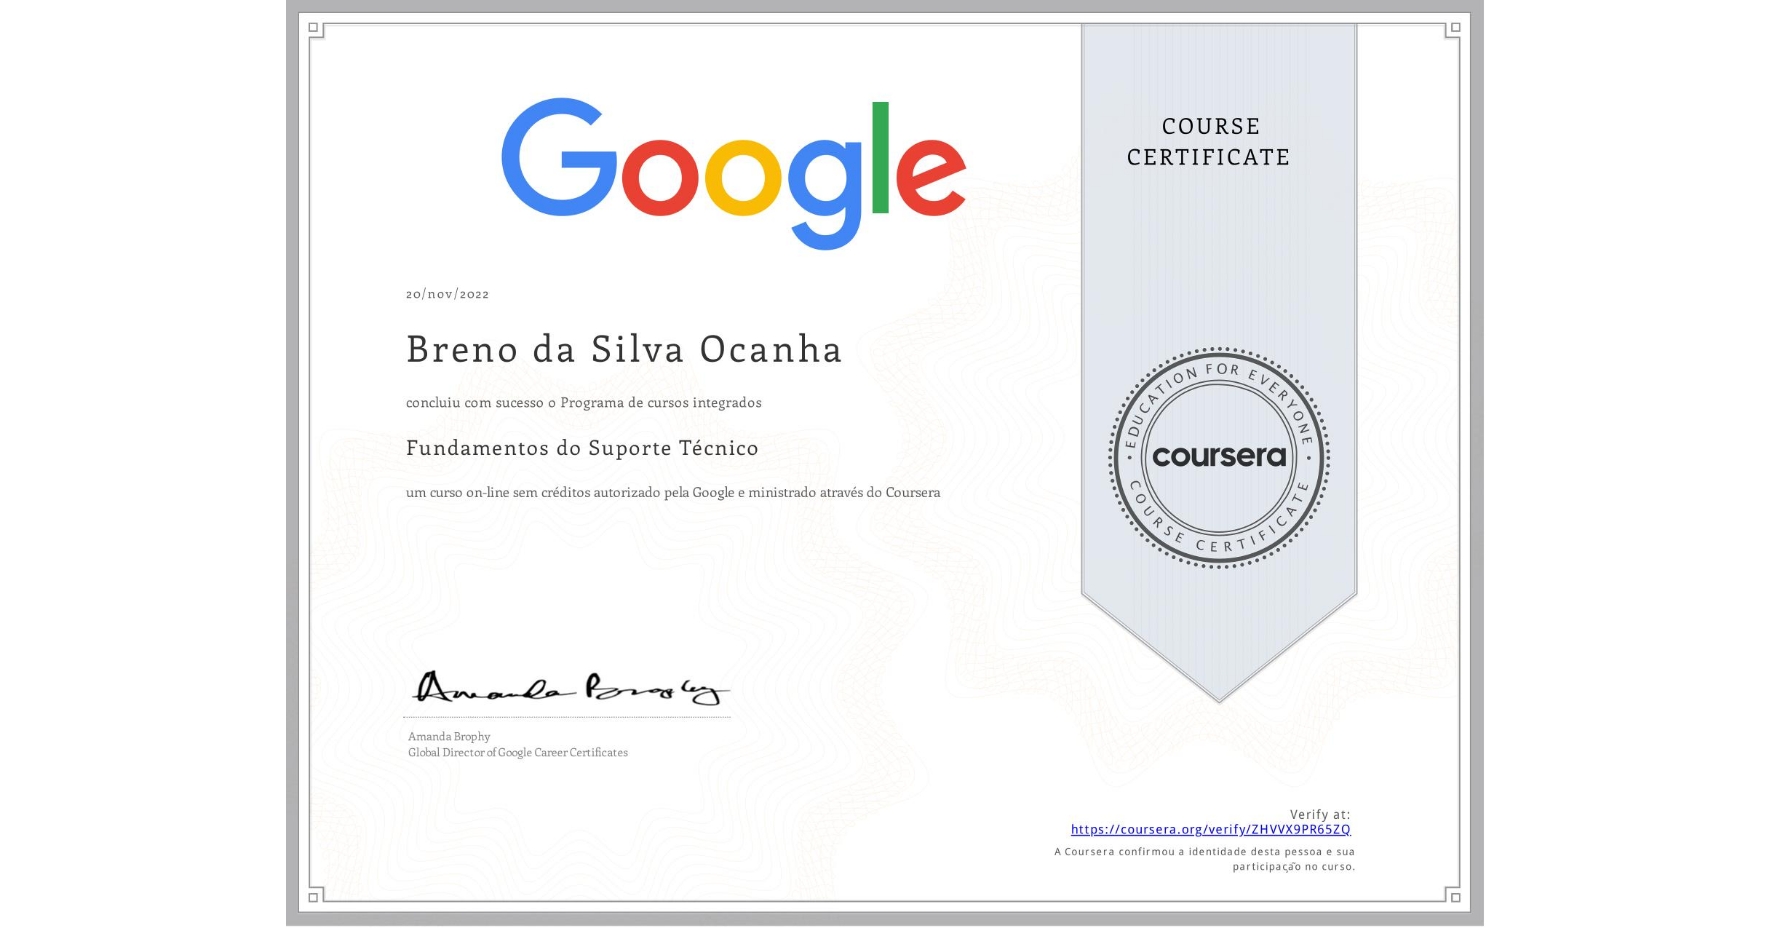 Google
COURSE
CERTIFICATE
20/nov/2022
Breno da Silva Ocanha
concluiu com sucesso o Programa de cursos integrados
Fundamentos do Suporte Técnico
um curso on-line sem créditos autorizado pela Google e ministrado através do Coursera
EDUCATION FOR EVERYONE
coursera
COURSE CERTIFICATE
Amanda Brophy
Amanda Brophy
Global Director of Google Career Certificates
Verify at:
https://coursera.org/verify/ZHVVX9PR65ZQ
A Coursera confirmou a identidade desta pessoa e sua
participação no curso.